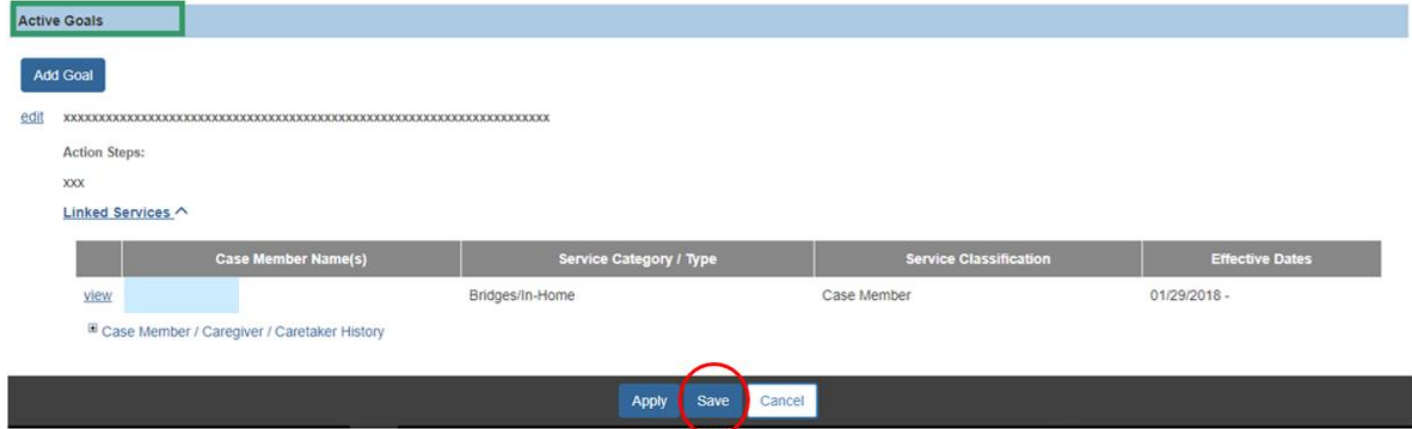 Active Goals
Add Goal
edit xxxxxxxxxxxxxxxxxxxxxxxxxxxxxxxxxxxxxxxxxxxxxxxxxxxxxxxxxxxxxxxxxxxxxx
Action Steps:
xxx
Linked Services
Case Member Name(s) Service Category / Type Service Classification Effective Dates
view Bridges/In-Home Case Member 01/29/2018 -
Case Member / Caregiver / Caretaker History
Apply Save Cancel